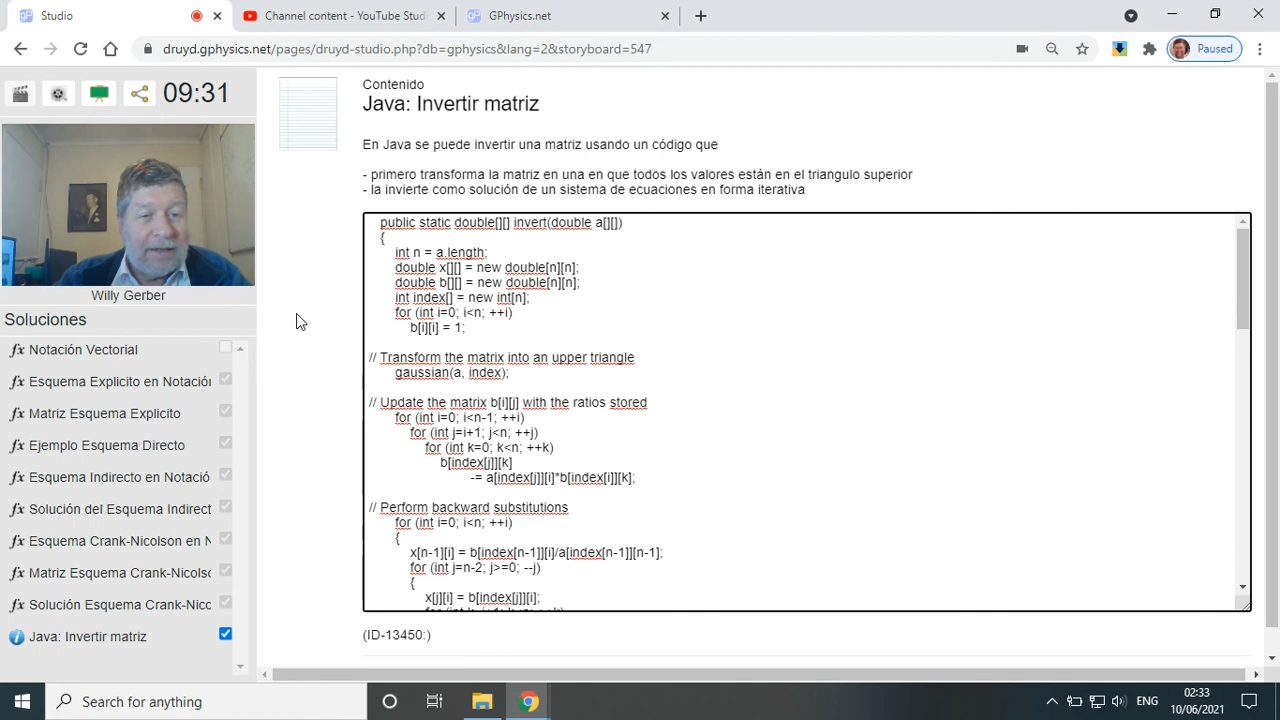 Studio
Channel content - YouTube Studi
GPhysics.net
druyd.gphysics.net/pages/druyd-studio.php?db=gphysics&lang=2&storyboard=547
Paused
09:31
Willy Gerber
Soluciones
Notación Vectorial
Esquema Explicito en Notación
Matriz Esquema Explicito
Ejemplo Esquema Directo
Esquema Indirecto en Notació
Solución del Esquema Indirect
Esquema Crank-Nicolson en N
Matriz Esquema Crank-Nicolso
Solución Esquema Crank-Nico
Java: Invertir matriz
Contenido
Java: Invertir matriz
En Java se puede invertir una matriz usando un código que
- primero transforma la matriz en una en que todos los valores están en el triangulo superior
- la invierte como solución de un sistema de ecuaciones en forma iterativa
public static double[][] invert(double a[][])
{
int n = a.length;
double x[][] = new double[n][n];
double b[][] = new double[n][n];
int index[] = new int[n];
for (int i=0; i<n; ++i)
b[i][i] = 1;
// Transform the matrix into an upper triangle
gaussian(a, index);
// Update the matrix b[i][j] with the ratios stored
for (int i=0; i<n-1; ++i)
for (int j=i+1; j<n; ++j)
for (int k=0; k<n; ++k)
b[index[j]][k]
-= a[index[j]][i]*b[index[i]][k];
// Perform backward substitutions
for (int i=0; i<n; ++i)
{
x[n-1][i] = b[index[n-1]][i]/a[index[n-1]][n-1];
for (int j=n-2; j>=0; --j)
{
x[j][i] = b[index[j]][i];
(ID-13450:)
Search for anything
ENG
02:33
10/06/2021